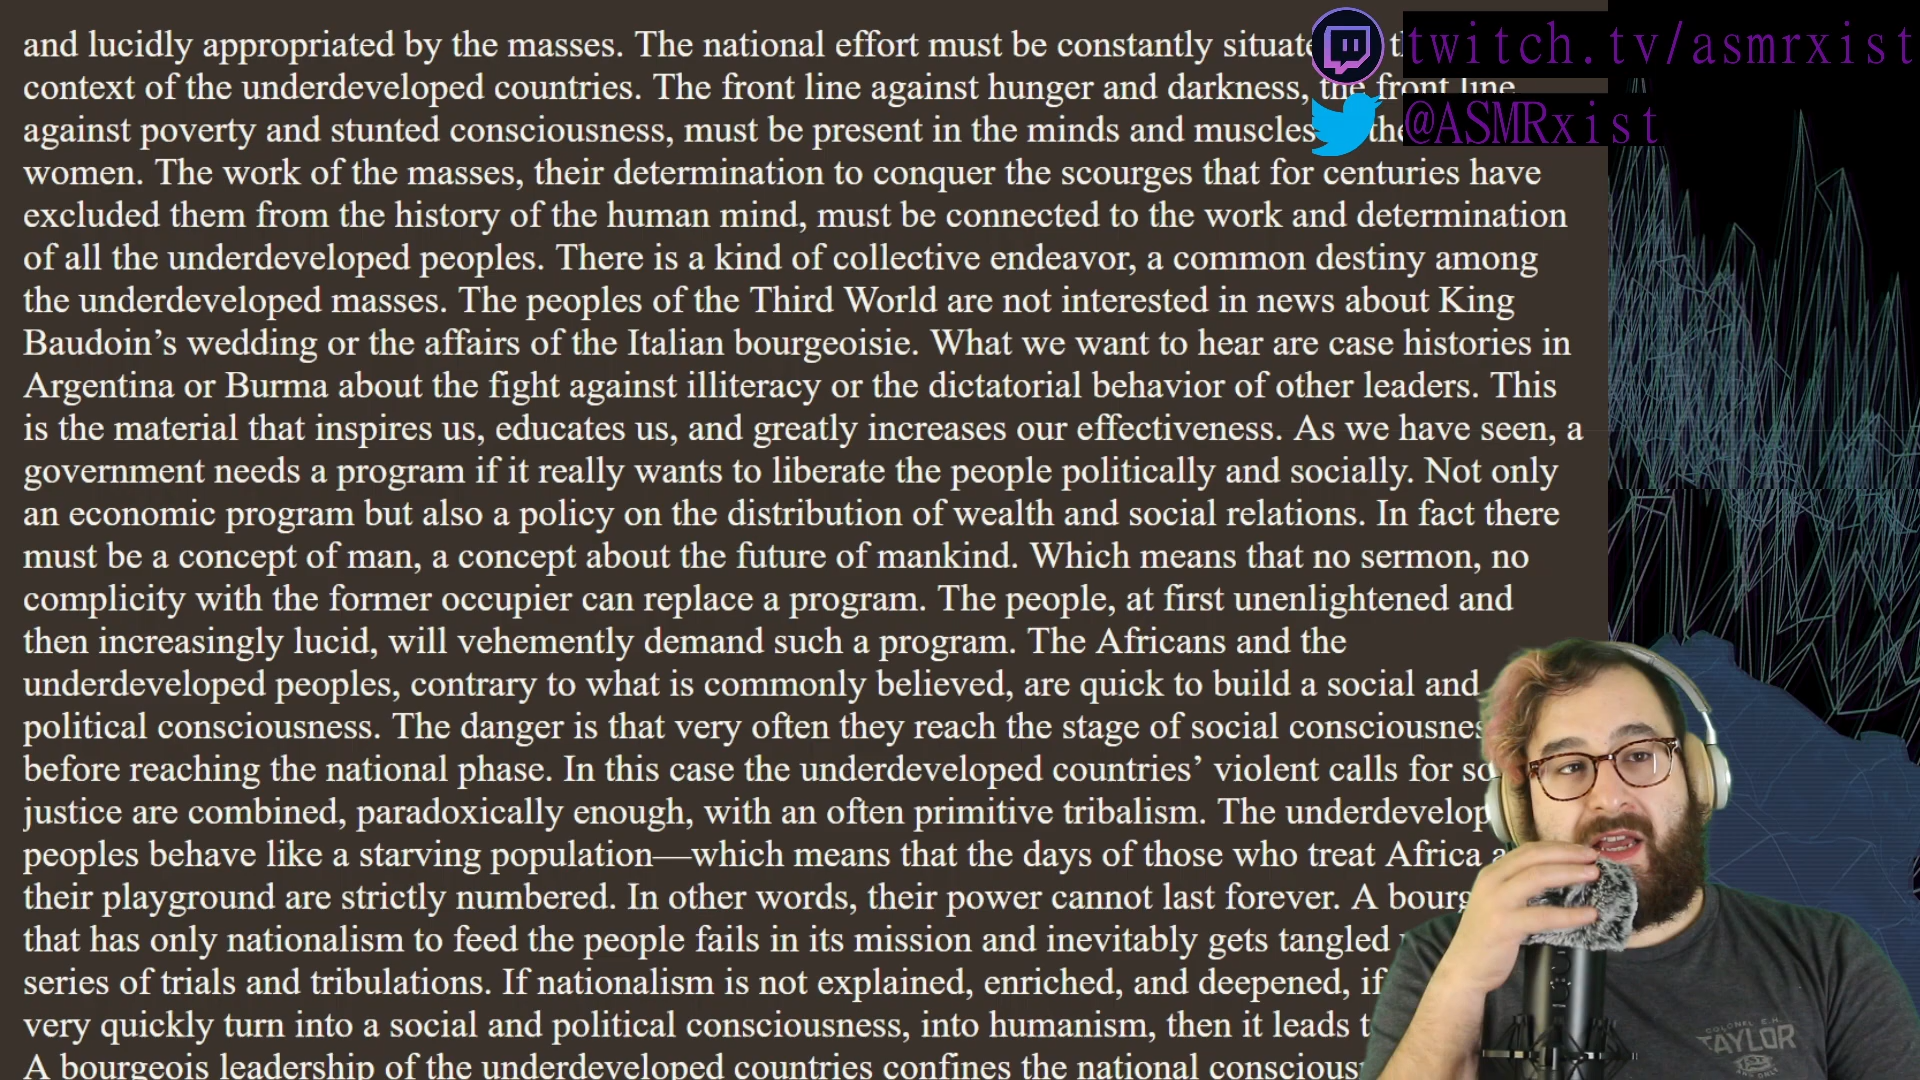 and lucidly appropriated by the masses. The national effort must be constantly
context of the underdeveloped countries. The front line against hunger and darkness, the front line
against poverty and stunted consciousness, must be present in the minds and muscles
women. The work of the masses, their determination to conquer the scourges that for centuries have
excluded them from the history of the human mind, must be connected to the work and determination
of all the underdeveloped peoples. There is a kind of collective endeavor, a common destiny among
the underdeveloped masses. The peoples of the Third World are not interested in news about King
Baudoin’s wedding or the affairs of the Italian bourgeoisie. What we want to hear are case histories in
Argentina or Burma about the fight against illiteracy or the dictatorial behavior of other leaders. This
is the material that inspires us, educates us, and greatly increases our effectiveness. As we have seen, a
government needs a program if it really wants to liberate the people politically and socially. Not only
an economic program but also a policy on the distribution of wealth and social relations. In fact there
must be a concept of man, a concept about the future of mankind. Which means that no sermon, no
complicity with the former occupier can replace a program. The people, at first unenlightened and
then increasingly lucid, will vehemently demand such a program. The Africans and the
underdeveloped peoples, contrary to what is commonly believed, are quick to build a social and
political consciousness. The danger is that very often they reach the stage of social
before reaching the national phase. In this case the underdeveloped countries’ violent calls for
justice are combined, paradoxically enough, with an often primitive tribalism. The
peoples behave like a starving population—which means that the days of those who treat Africa
their playground are strictly numbered. In other words, their power cannot last forever. A
that has only nationalism to feed the people fails in its mission and inevitably gets tangled
series of trials and tribulations. If nationalism is not explained, enriched, and deepened, if
very quickly turn into a social and political consciousness, into humanism, then it leads
A bourgeois leadership of the underdeveloped countries confines the national
twitch.tv/asmrxist
@ASMRxist
COLONEL E.H.
TAYLOR